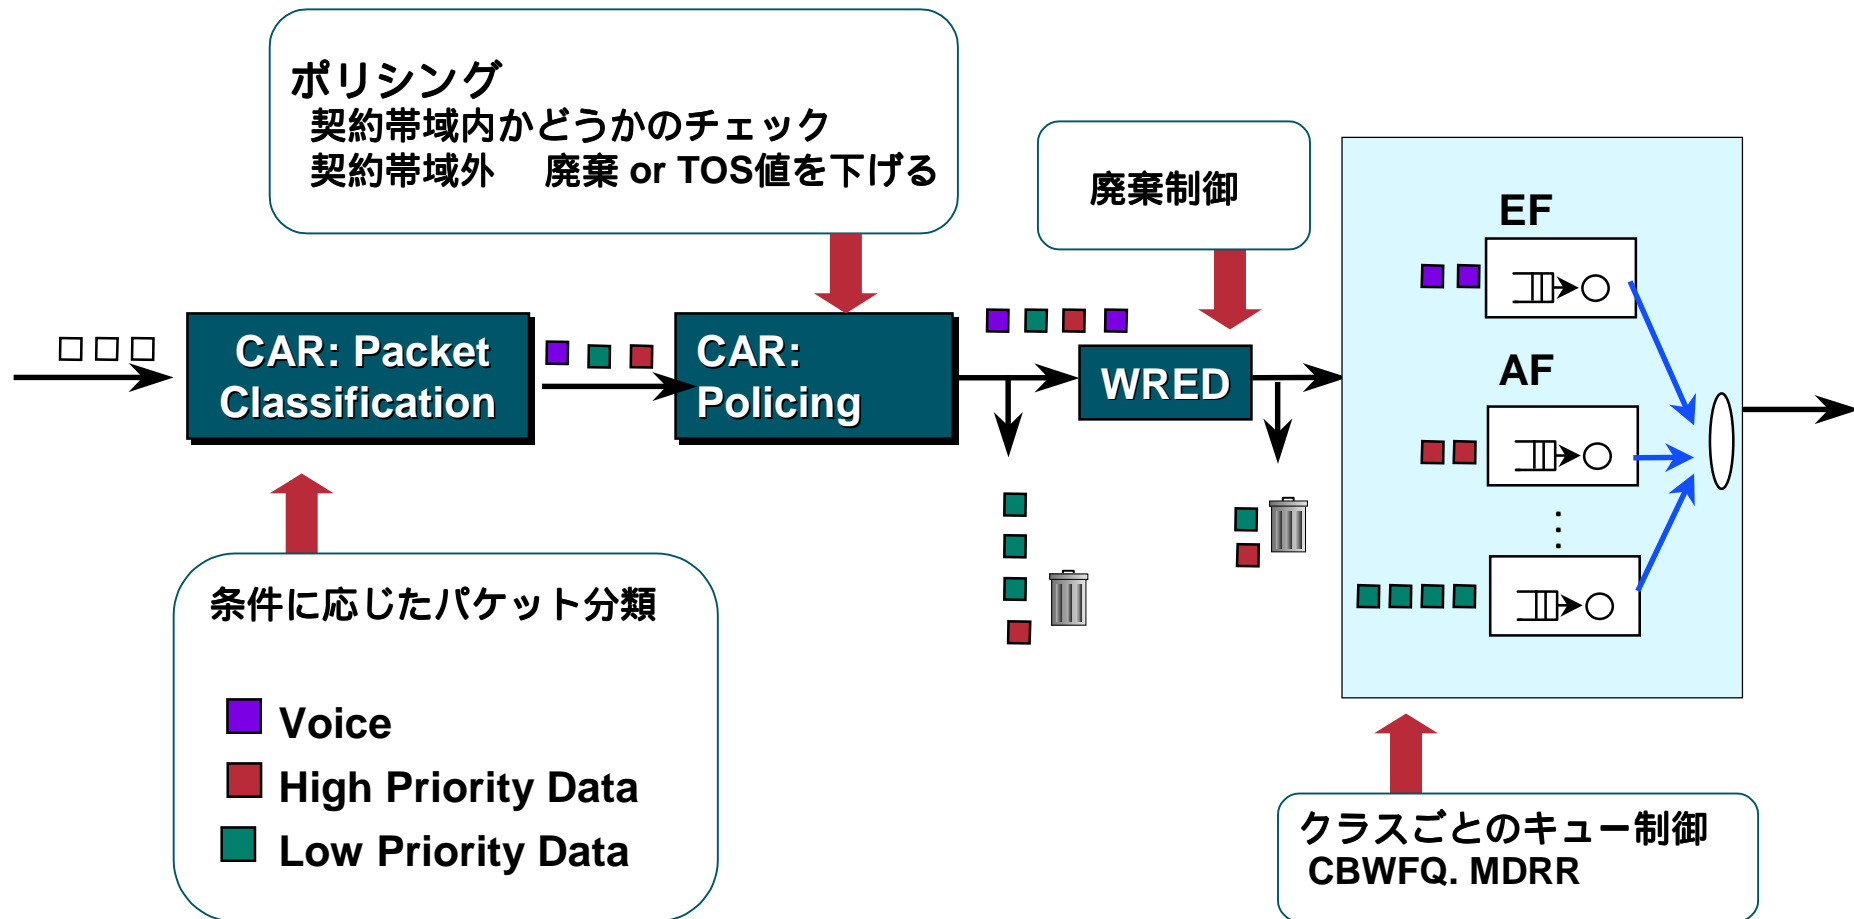 ポリシング
契約帯域内かどうかのチェック
契約帯域外 廃棄 or TOS値を下げる
廃棄制御
CAR: Packet
Classification
CAR:
Policing
WRED
EF
AF
⋮
条件に応じたパケット分類
Voice
High Priority Data
Low Priority Data
クラスごとのキュー制御
CBWFQ. MDRR